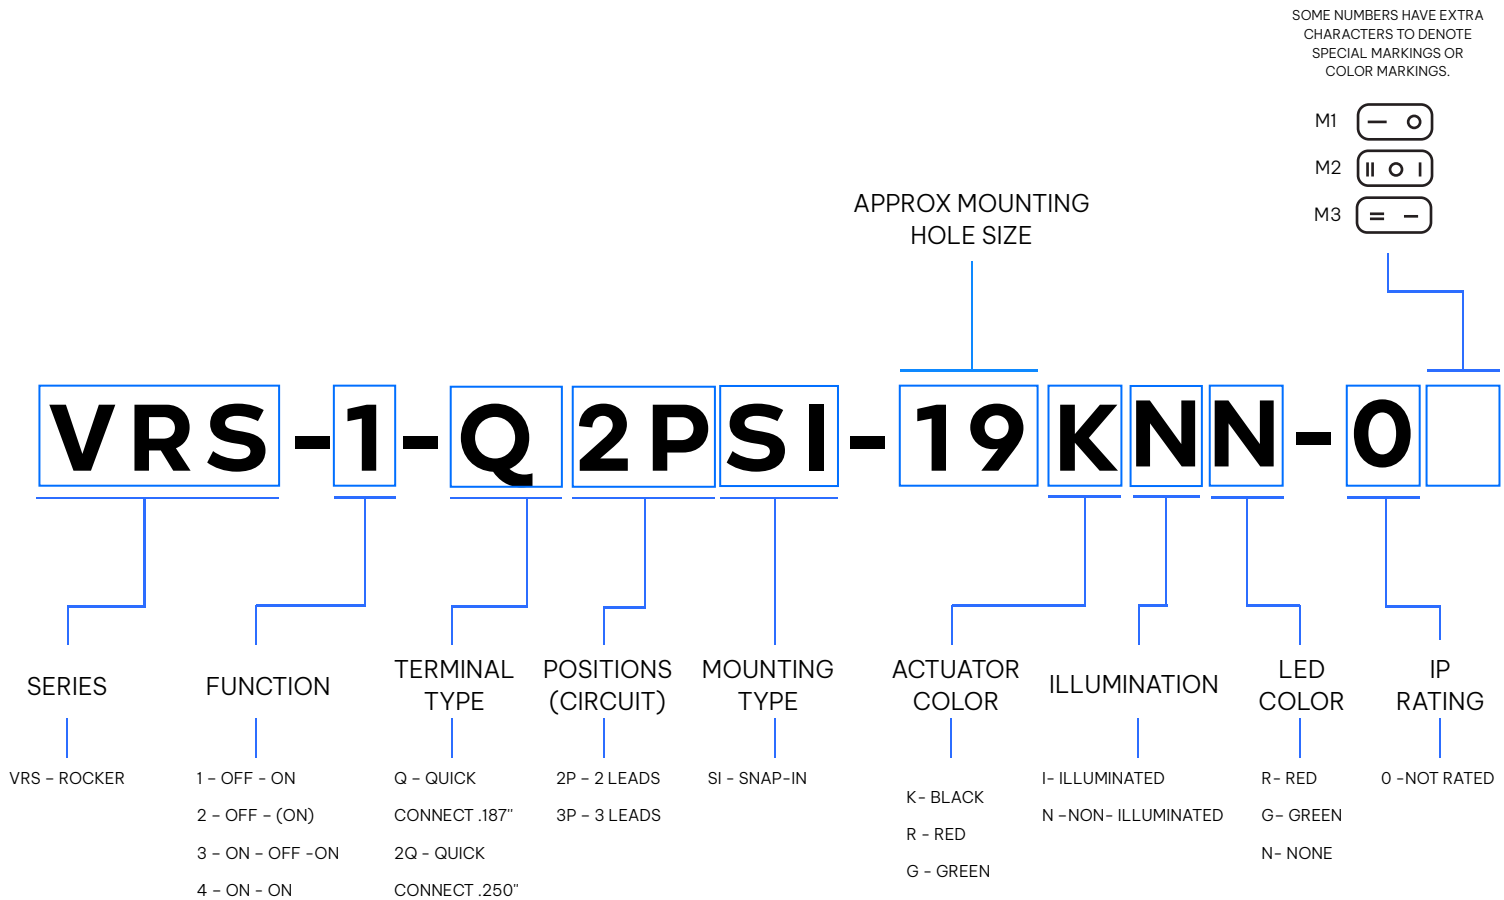 SOME NUMBERS HAVE EXTRA
CHARACTERS TO DENOTE
SPECIAL MARKINGS OR
COLOR MARKINGS.
M1
M2
M3
APPROX MOUNTING
HOLE SIZE
VRS-1-Q2PSI-19KNN-0
SERIES
VRS – ROCKER
FUNCTION
1 – OFF - ON
2 – OFF – (ON)
3 – ON – OFF -ON
4 – ON - ON
TERMINAL
TYPE
Q – QUICK
CONNECT .187"
2Q - QUICK
CONNECT .250"
POSITIONS
(CIRCUIT)
2P – 2 LEADS
3P – 3 LEADS
MOUNTING
TYPE
SI - SNAP-IN
ACTUATOR
COLOR
K- BLACK
R - RED
G - GREEN
ILLUMINATION
I- ILLUMINATED
N -NON- ILLUMINATED
LED
COLOR
R- RED
G- GREEN
N- NONE
IP
RATING
0 -NOT RATED